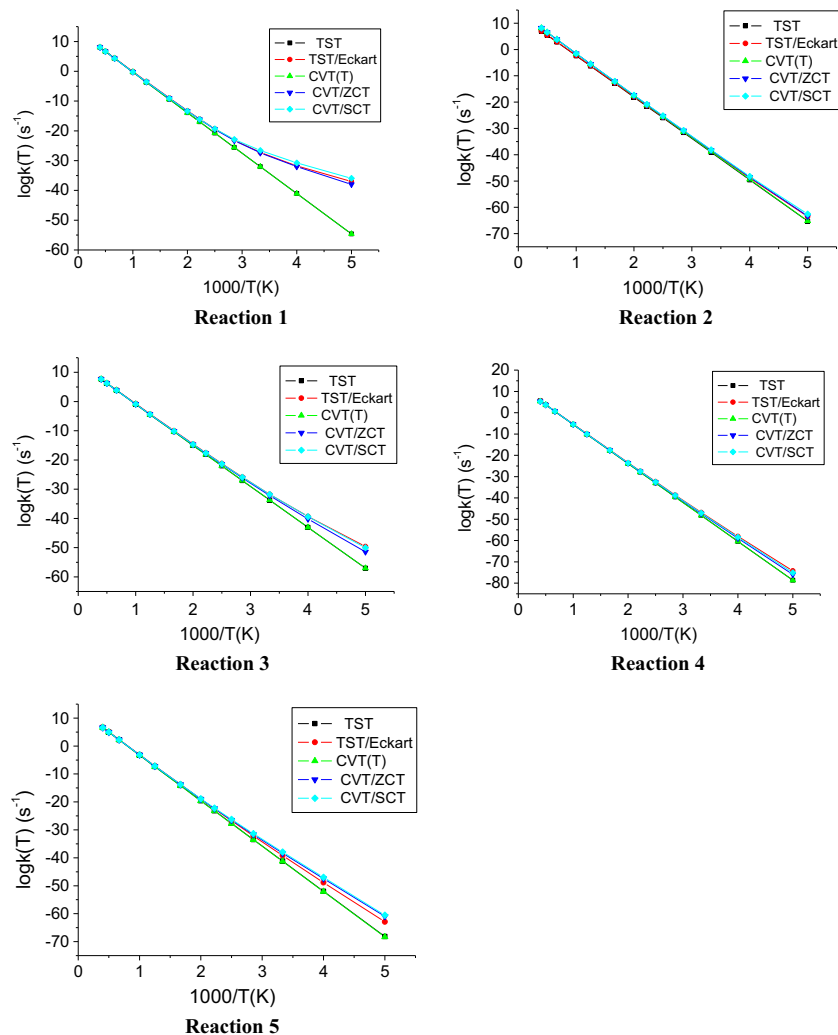 10
0
-10
-20
-30
-40
-50
-60
logk(T) (s⁻¹)
0 1 2 3 4 5
1000/T(K)
TST
TST/Eckart
CVT(T)
CVT/ZCT
CVT/SCT
Reaction 1
10
0
-10
-20
-30
-40
-50
-60
-70
logk(T) (s⁻¹)
0 1 2 3 4 5
1000/T(K)
TST
TST/Eckart
CVT(T)
CVT/ZCT
CVT/SCT
Reaction 2
10
0
-10
-20
-30
-40
-50
-60
logk(T) (s⁻¹)
0 1 2 3 4 5
1000/T(K)
TST
TST/Eckart
CVT(T)
CVT/ZCT
CVT/SCT
Reaction 3
20
10
0
-10
-20
-30
-40
-50
-60
-70
-80
logk(T) (s⁻¹)
0 1 2 3 4 5
1000/T(K)
TST
TST/Eckart
CVT(T)
CVT/ZCT
CVT/SCT
Reaction 4
10
0
-10
-20
-30
-40
-50
-60
-70
logk(T) (s⁻¹)
0 1 2 3 4 5
1000/T(K)
TST
TST/Eckart
CVT(T)
CVT/ZCT
CVT/SCT
Reaction 5